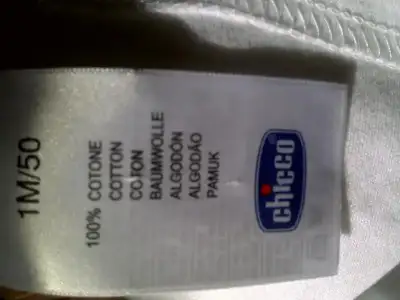 1M/50
100% COTONE
COTTON
COTON
BAUMWOLLE
ALGODÓN
ALGODÃO
PAMUK
chicco